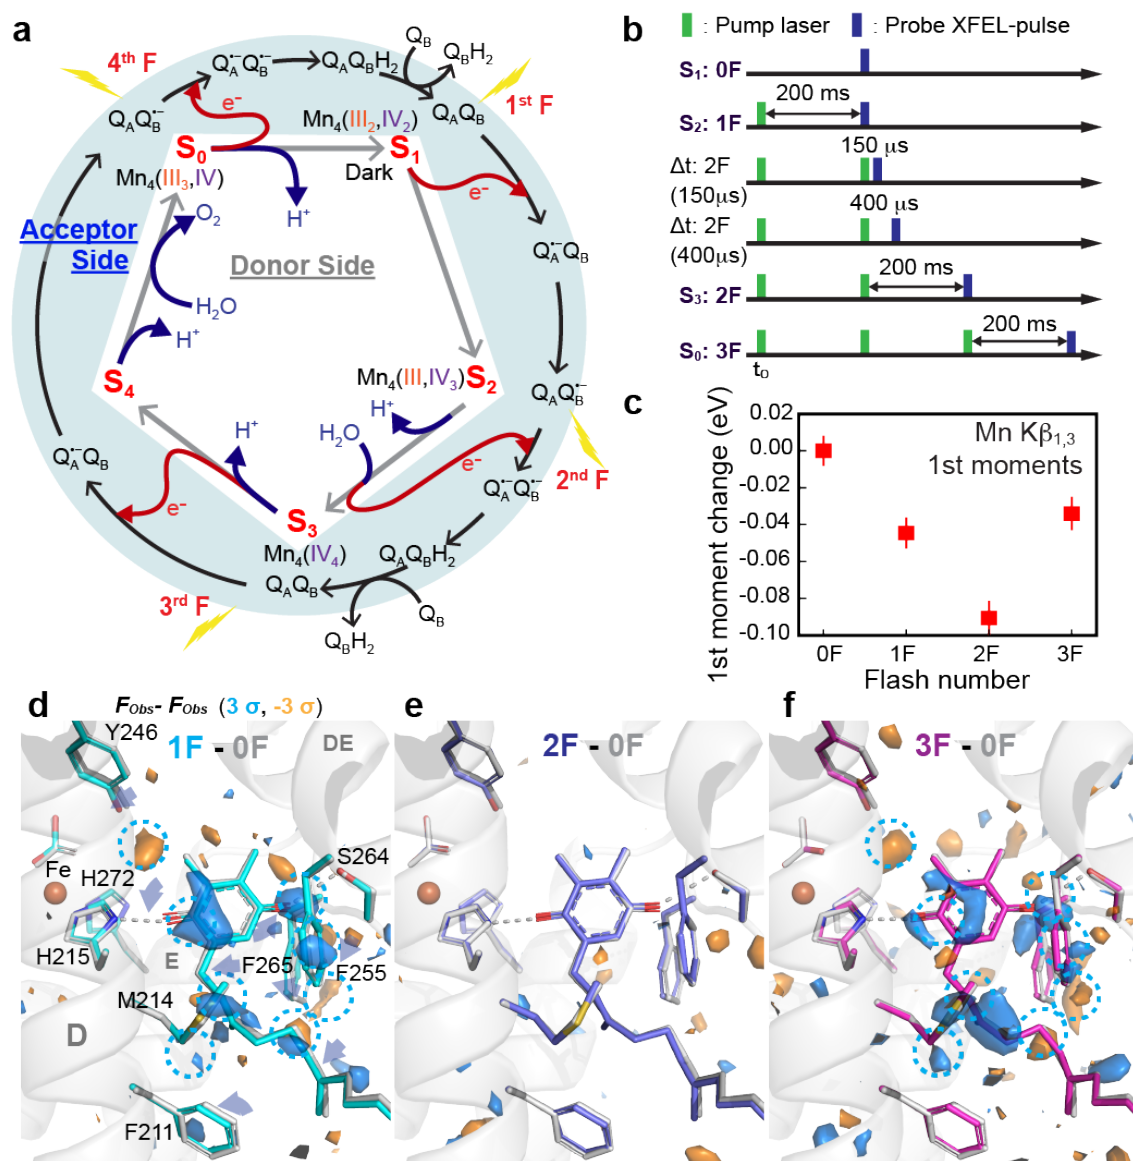 a
4th F
QA•−QB•−
QAQBH2
QB
QBH2
QAQB•−
QAQB
1st F
e−
Mn4(III2,IV2)
S0
S1
Mn4(III3,IV)
Dark
e−
O2
H+
Acceptor
Side
Donor Side
QA•−QB
H2O
H+
S4
Mn4(III,IV3)
S2
QAQB•−
H+
H+
H2O
e−
2nd F
QA•−QB
QA•−QB•−
e−
S3
Mn4(IV4)
QAQBH2
QAQB
3rd F
QB
QBH2
b
: Pump laser
: Probe XFEL-pulse
S1: 0F
200 ms
S2: 1F
150 μs
Δt: 2F
(150μs)
400 μs
Δt: 2F
(400μs)
200 ms
S3: 2F
200 ms
S0: 3F
t0
c
1st moment change (eV)
0.02
0.00
-0.02
-0.04
-0.06
-0.08
-0.10
Mn Kβ1,3
1st moments
0F
1F
2F
3F
Flash number
d
FObs- FObs (3 σ, -3 σ)
Y246
1F - 0F
DE
Fe
H272
S264
H215
E
F265
F255
M214
D
F211
e
2F - 0F
f
3F - 0F